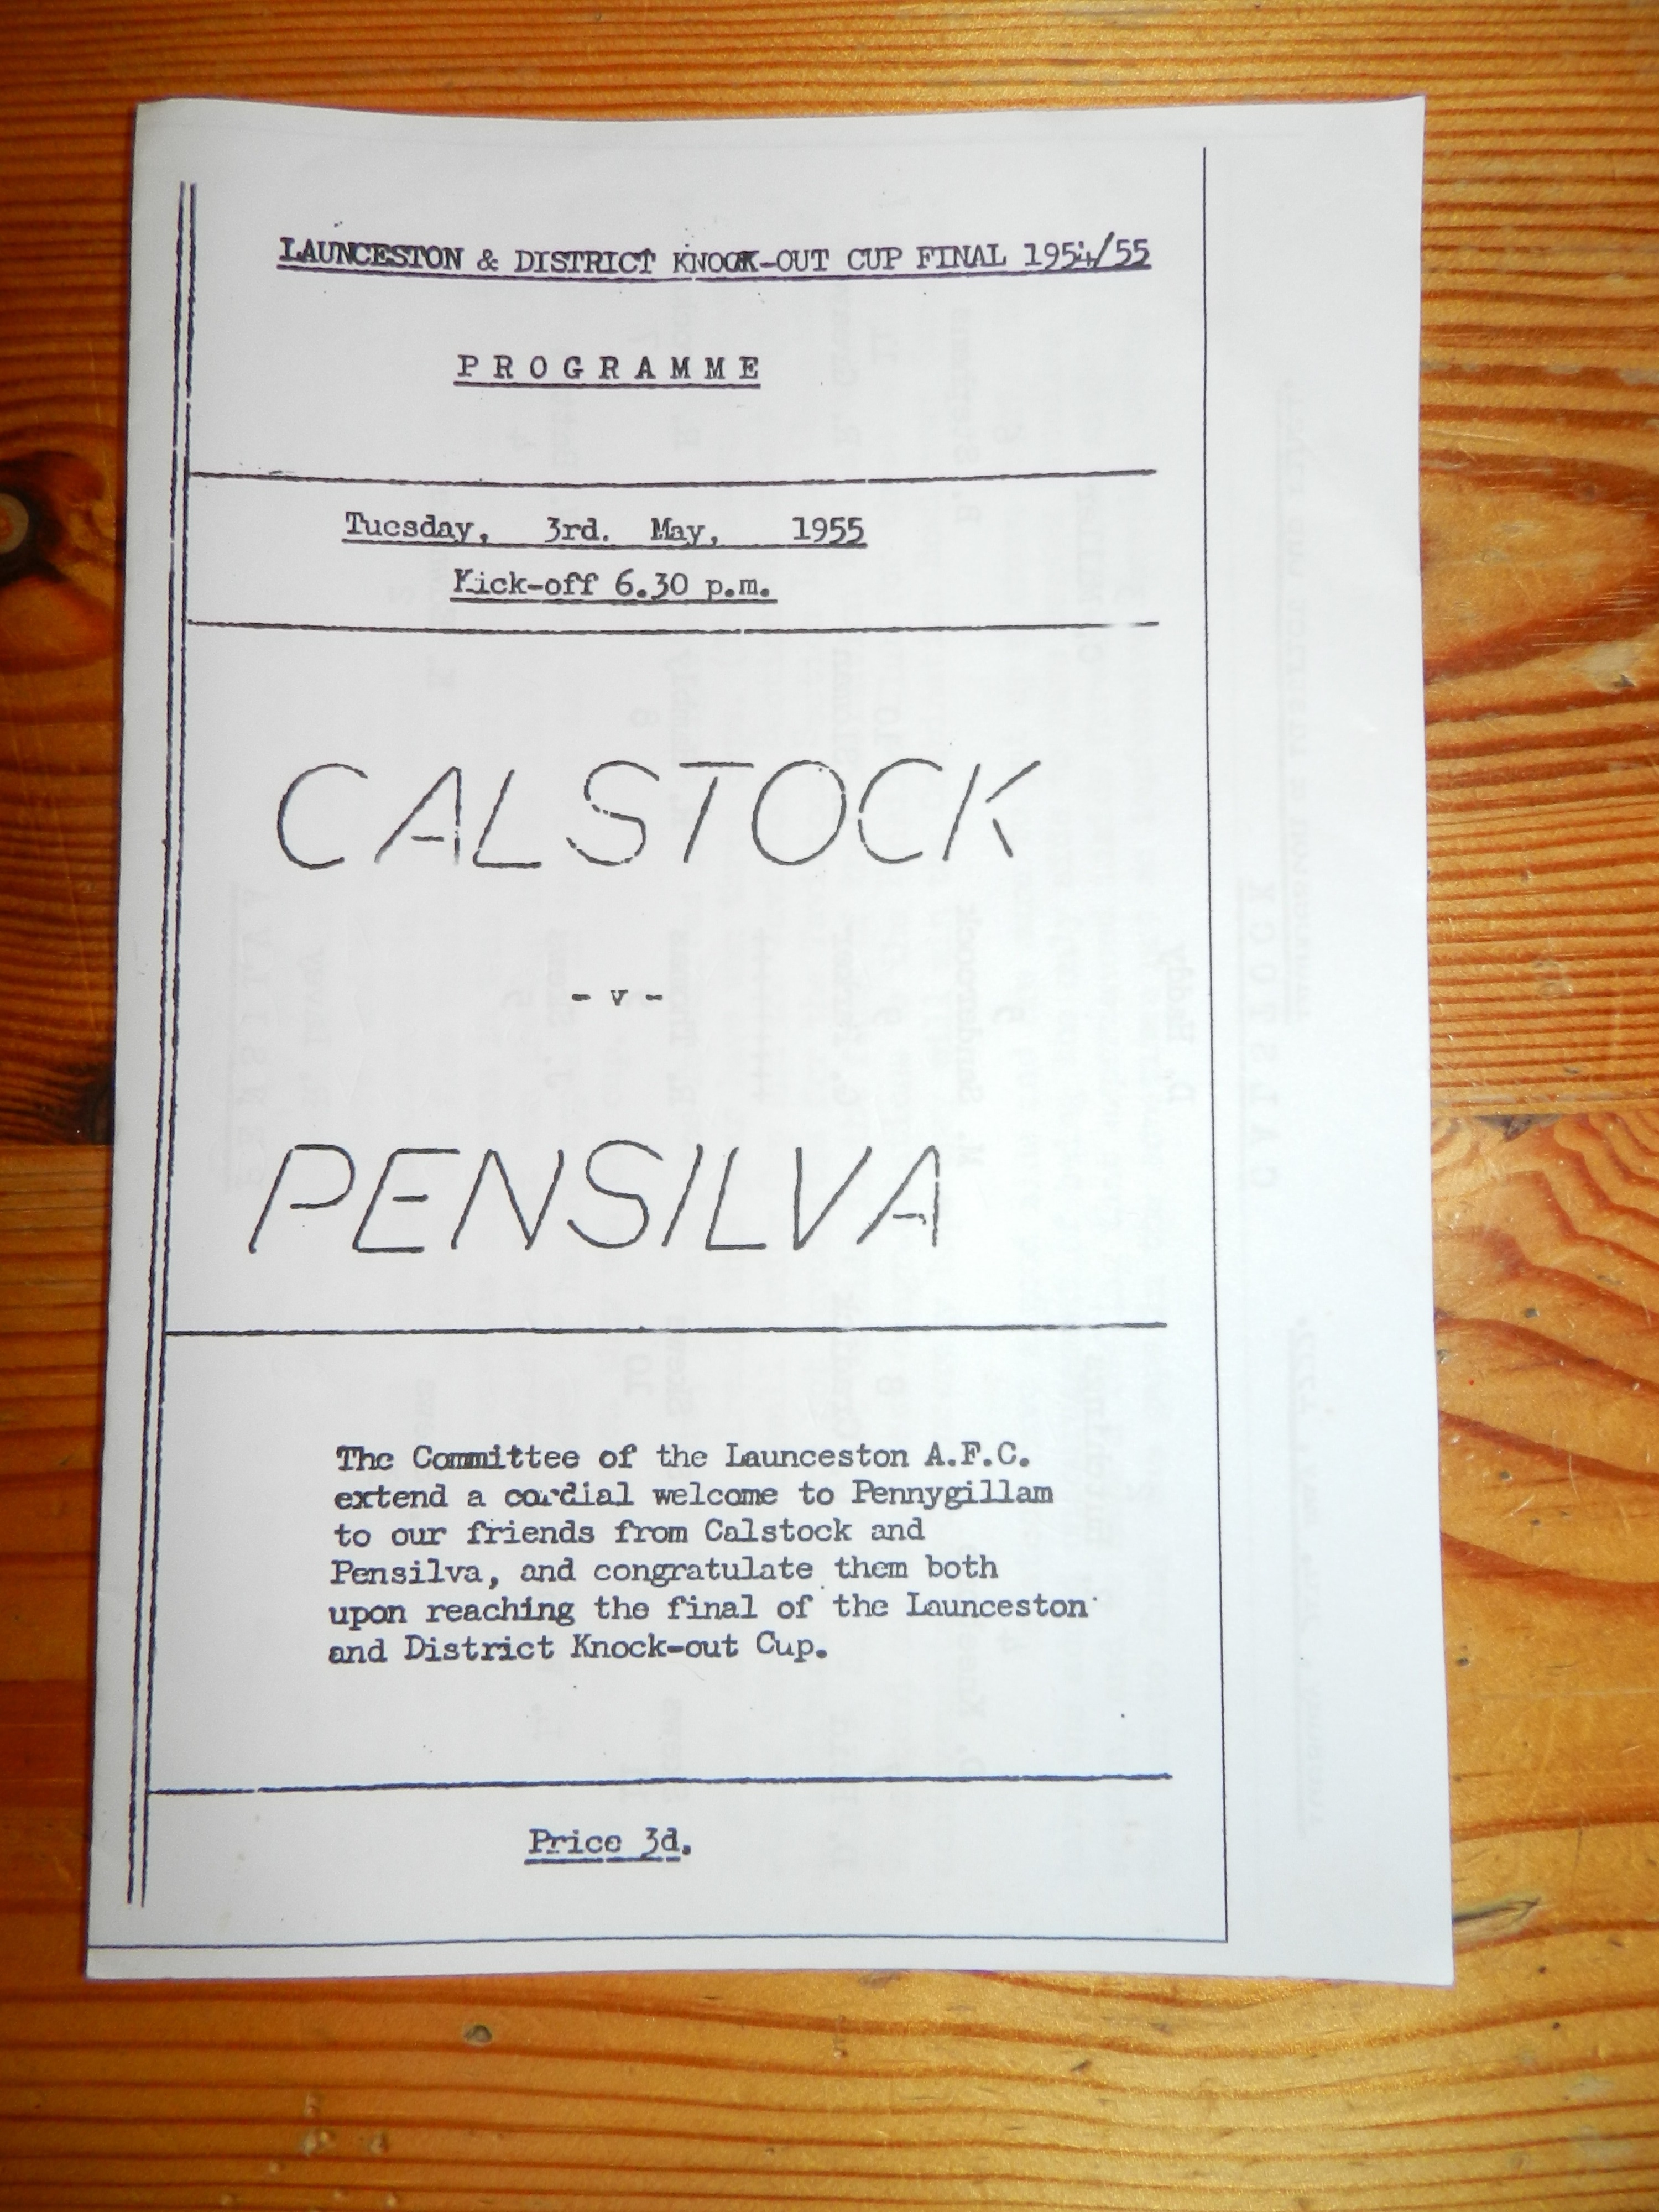 LAUNCESTON & DISTRICT KNOCK-OUT CUP FINAL 1954/55
PROGRAMME
Tuesday, 3rd. May, 1955
Kick-off 6.30 p.m.
CALSTOCK
- v -
PENSILVA
The Committee of the Launceston A.F.C.
extend a cordial welcome to Pennygillam
to our friends from Calstock and
Pensilva, and congratulate them both
upon reaching the final of the Launceston
and District Knock-out Cup.
Price 3d.